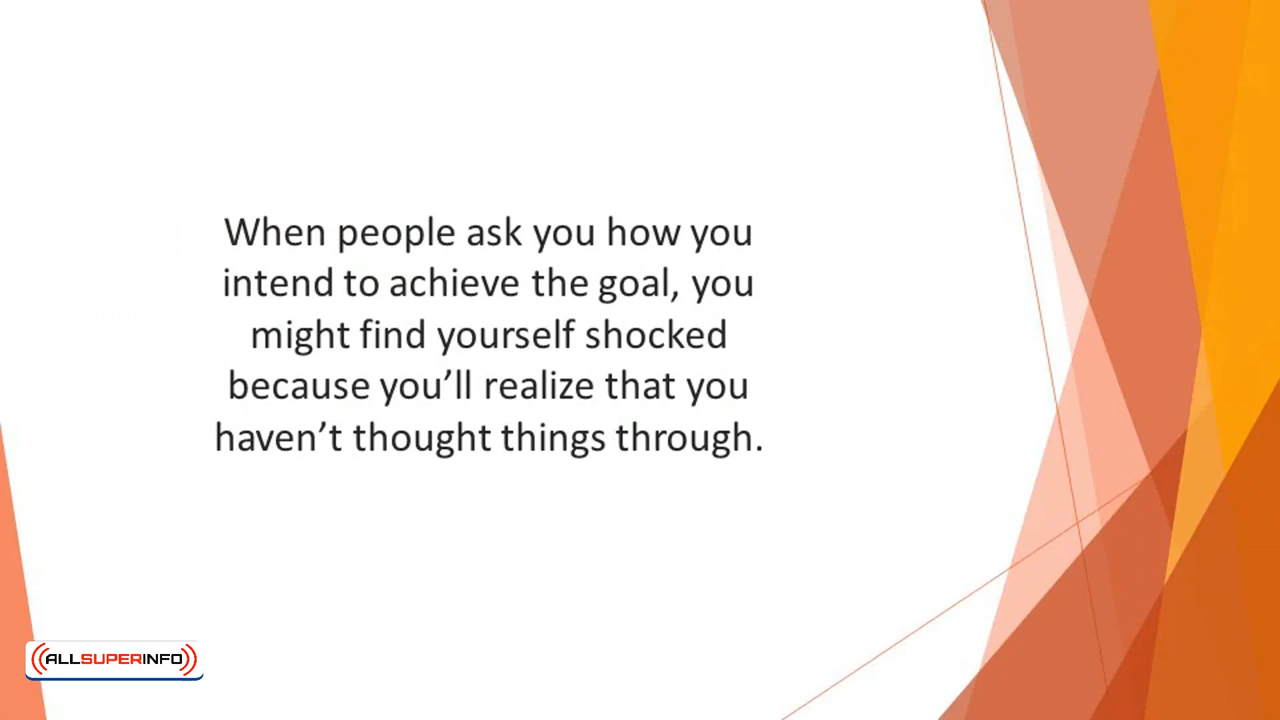 When people ask you how you
intend to achieve the goal, you
might find yourself shocked
because you’ll realize that you
haven’t thought things through.
ALLSUPERINFO